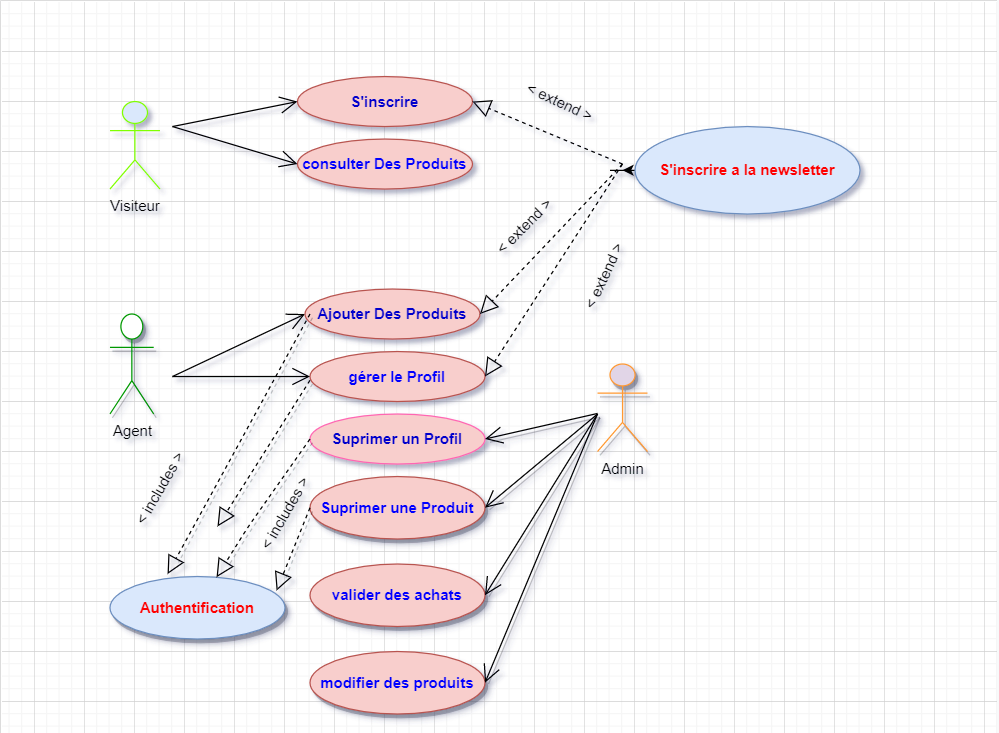 S'inscrire
< extend >
consulter Des Produits
S'inscrire a la newsletter
Visiteur
< extend >
< extend >
Ajouter Des Produits
gérer le Profil
Agent
Suprimer un Profil
Admin
< includes >
< includes >
Suprimer une Produit
valider des achats
Authentification
modifier des produits